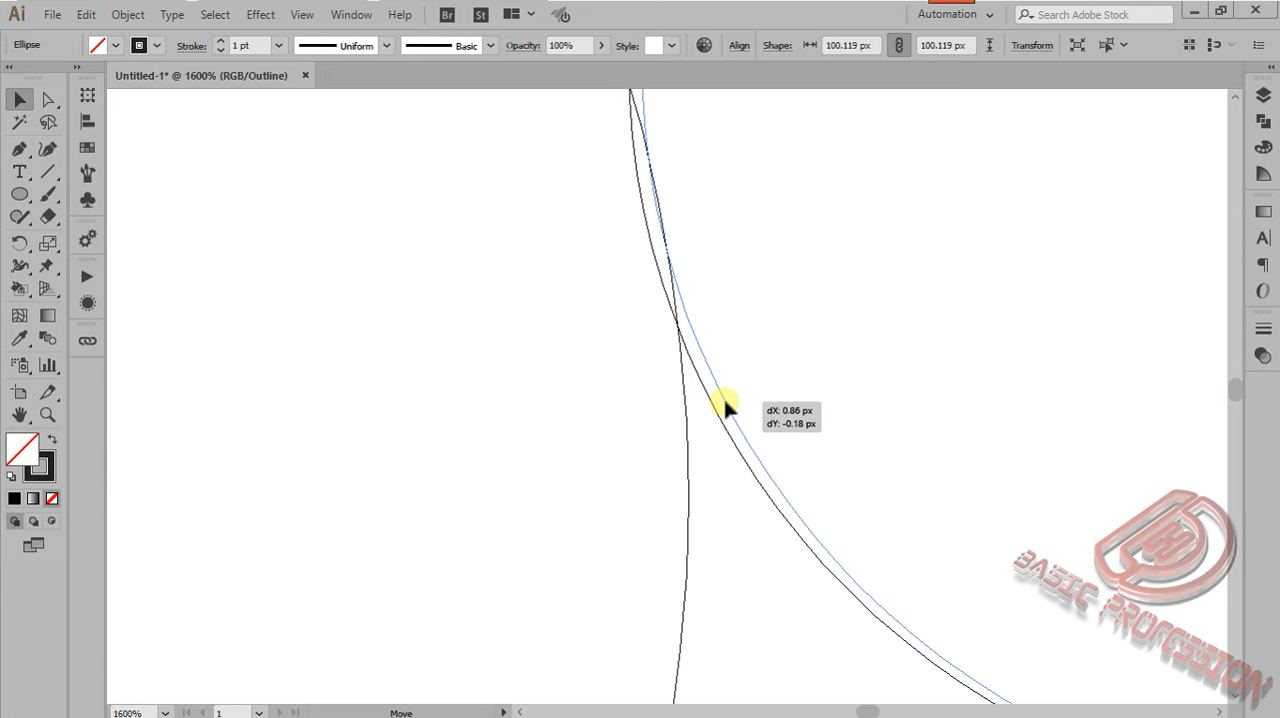 Ai File Edit Object Type Select Effect View Window Help Br St Automation Search Adobe Stock
Ellipse Stroke: 1 pt Uniform Basic Opacity: 100% Style: Align Shape: 100.119 px 100.119 px Transform
Untitled-1* @ 1600% (RGB/Outline)
dX: 0.86 px
dY: -0.18 px
BASIC PROFESSION
1600% 1 Move